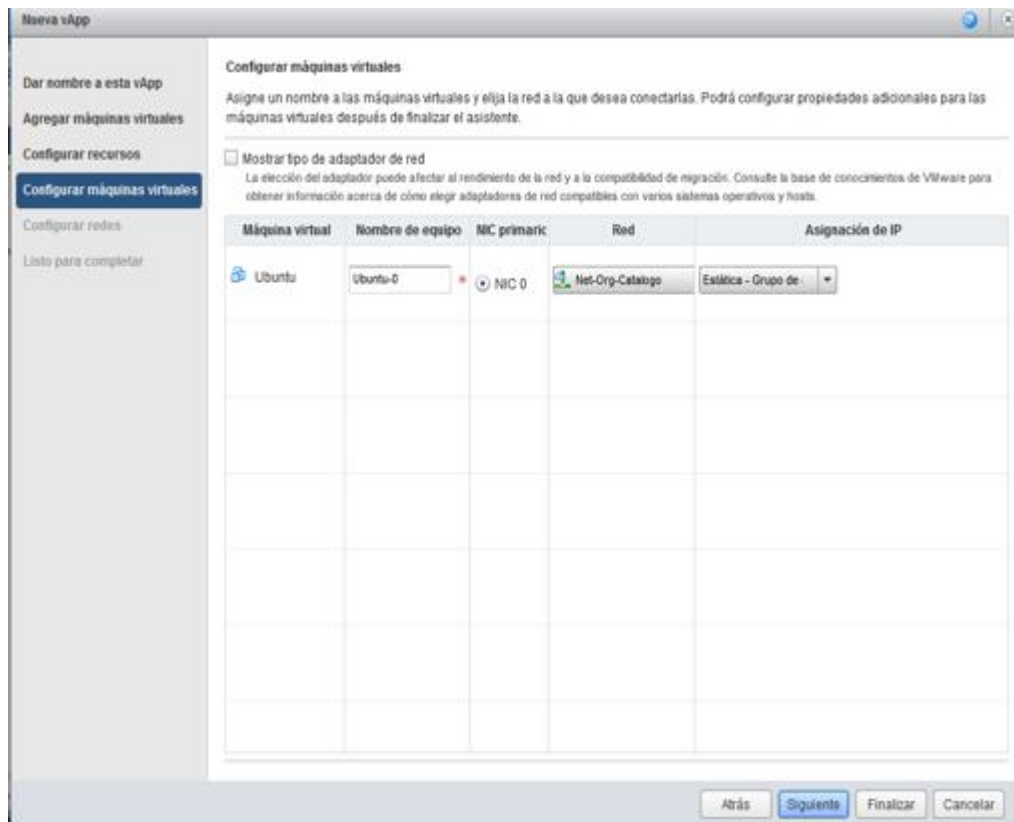 Nueva vApp
Dar nombre a esta vApp
Agregar máquinas virtuales
Configurar recursos
Configurar máquinas virtuales
Configurar redes
Listo para completar
Configurar máquinas virtuales
Asigne un nombre a las máquinas virtuales y elija la red a la que desea conectarlas. Podrá configurar propiedades adicionales para las
máquinas virtuales después de finalizar el asistente.
Mostrar tipo de adaptador de red
La elección del adaptador puede afectar al rendimiento de la red y a la compatibilidad de migración. Consulte la base de conocimientos de VMware para
obtener información acerca de cómo elegir adaptadores de red compatibles con varios sistemas operativos y hosts.
Máquina virtual Nombre de equipo NIC primaric Red Asignación de IP
Ubuntu Ubuntu-0 * NIC 0 Net-Org-Catalogo Estática - Grupo de
Atrás Siguiente Finalizar Cancelar